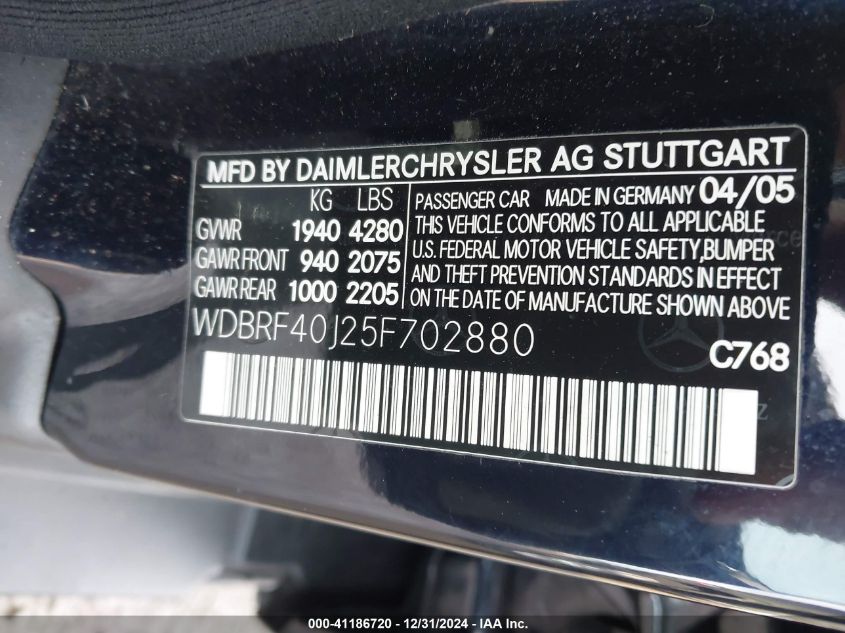 MFD BY DAIMLERCHRYSLER AG STUTTGART
KG LBS
GVWR 1940 4280
GAWR FRONT 940 2075
GAWR REAR 1000 2205
PASSENGER CAR MADE IN GERMANY 04/05
THIS VEHICLE CONFORMS TO ALL APPLICABLE
U.S. FEDERAL MOTOR VEHICLE SAFETY,BUMPER
AND THEFT PREVENTION STANDARDS IN EFFECT
ON THE DATE OF MANUFACTURE SHOWN ABOVE
WDBRF40J25F702880
C768
000-41186720 - 12/31/2024 - IAA Inc.